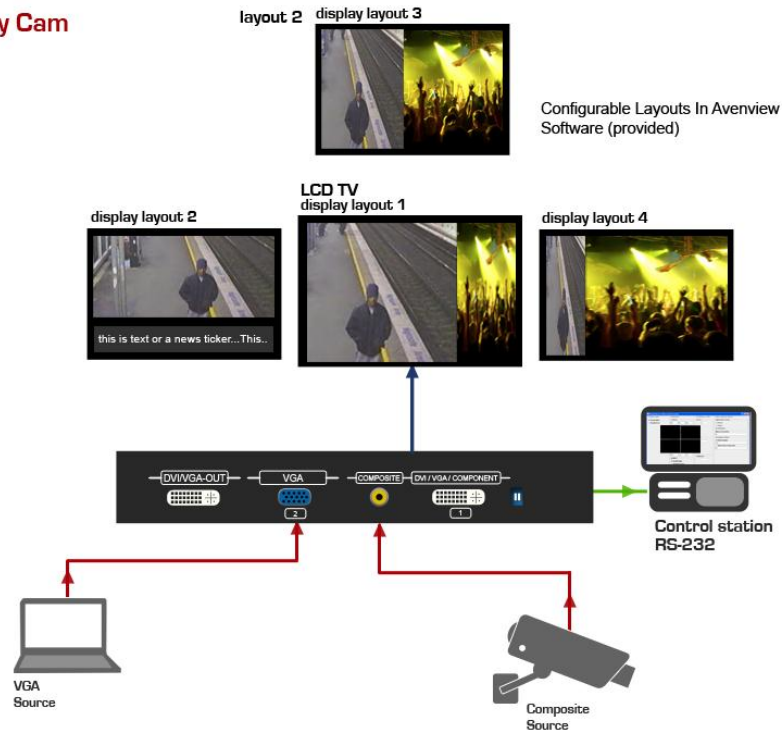 y Cam
layout 2
display layout 3
Configurable Layouts In Avenview
Software (provided)
LCD TV
display layout 1
display layout 2
display layout 4
this is text or a news ticker...This..
DVI/VGA-OUT
VGA
COMPOSITE
DVI / VGA / COMPONENT
2
1
Control station
RS-232
VGA
Source
Composite
Source